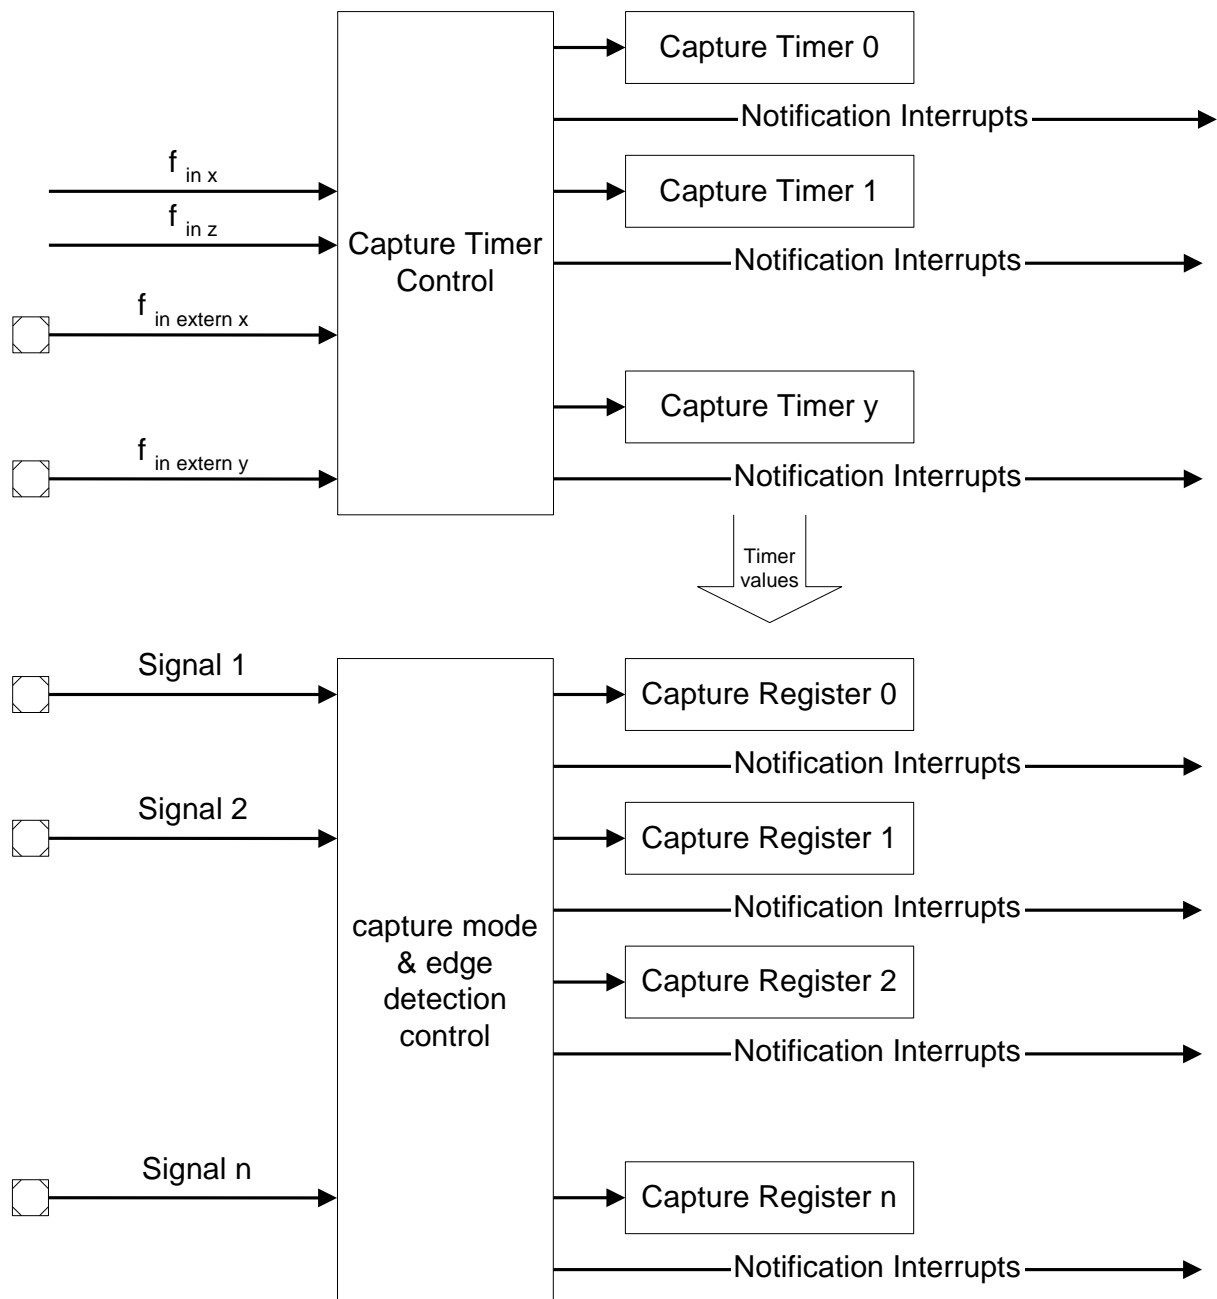 Capture Timer 0
Notification Interrupts
f in x
Capture Timer 1
f in z
Capture Timer
Control
Notification Interrupts
f in extern x
Capture Timer y
f in extern y
Notification Interrupts
Timer
values
Signal 1
Capture Register 0
Notification Interrupts
Signal 2
Capture Register 1
Notification Interrupts
capture mode
& edge
detection
control
Capture Register 2
Notification Interrupts
Signal n
Capture Register n
Notification Interrupts